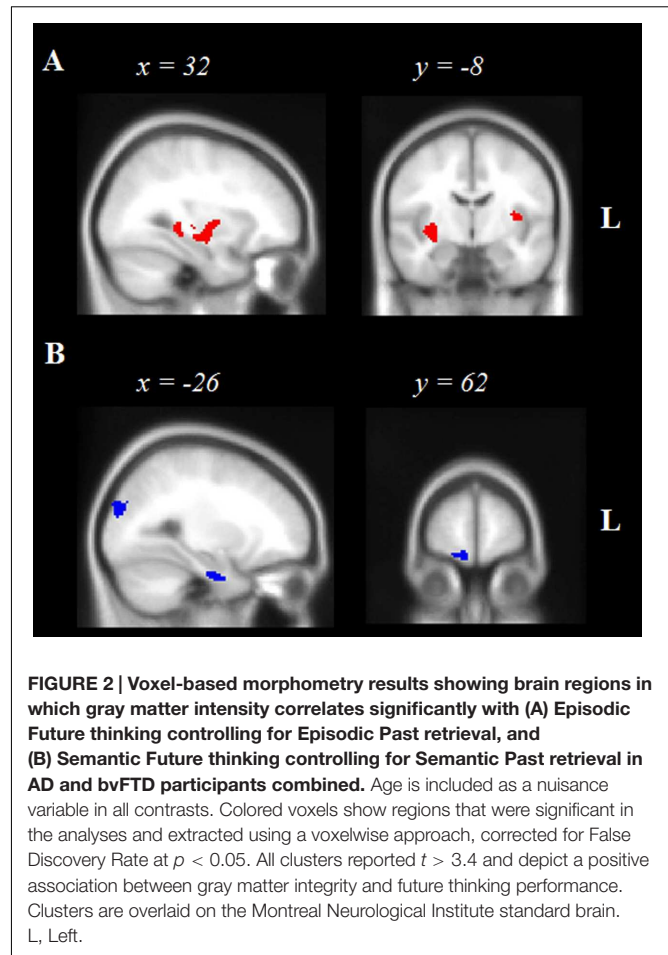 A
x = 32
y = -8
L
B
x = -26
y = 62
L
FIGURE 2 | Voxel-based morphometry results showing brain regions in
which gray matter intensity correlates significantly with (A) Episodic
Future thinking controlling for Episodic Past retrieval, and
(B) Semantic Future thinking controlling for Semantic Past retrieval in
AD and bvFTD participants combined. Age is included as a nuisance
variable in all contrasts. Colored voxels show regions that were significant in
the analyses and extracted using a voxelwise approach, corrected for False
Discovery Rate at p < 0.05. All clusters reported t > 3.4 and depict a positive
association between gray matter integrity and future thinking performance.
Clusters are overlaid on the Montreal Neurological Institute standard brain.
L, Left.